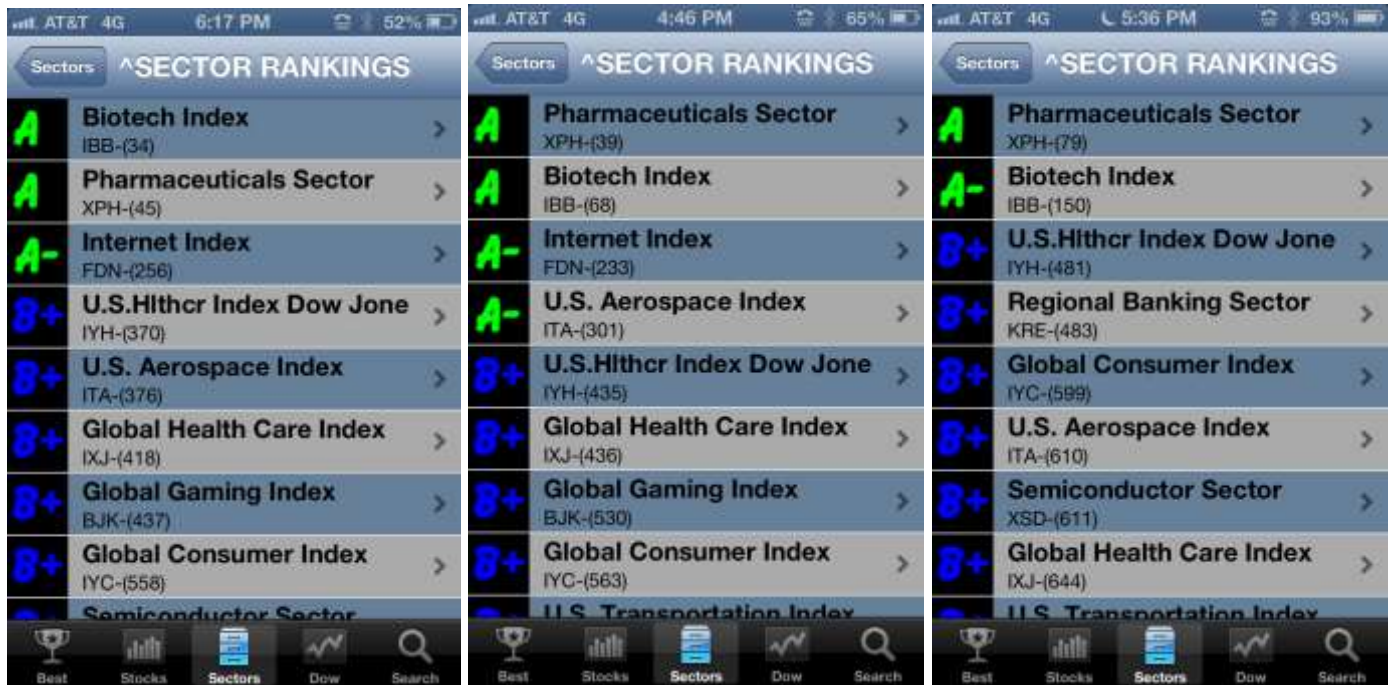 AT&T 4G 6:17 PM 52%
Sectors ^SECTOR RANKINGS
A Biotech Index
IBB-(34)
A Pharmaceuticals Sector
XPH-(45)
A- Internet Index
FDN-(256)
B+ U.S.Hlthcr Index Dow Jone
IYH-(370)
B+ U.S. Aerospace Index
ITA-(376)
B+ Global Health Care Index
IXJ-(418)
B+ Global Gaming Index
BJK-(437)
B+ Global Consumer Index
IYC-(558)
Semiconductor Sector
Best Stocks Sectors Dow Search
AT&T 4G 4:46 PM 65%
Sectors ^SECTOR RANKINGS
A Pharmaceuticals Sector
XPH-(39)
A Biotech Index
IBB-(68)
A- Internet Index
FDN-(233)
A- U.S. Aerospace Index
ITA-(301)
B+ U.S.Hlthcr Index Dow Jone
IYH-(435)
B+ Global Health Care Index
IXJ-(436)
B+ Global Gaming Index
BJK-(530)
B+ Global Consumer Index
IYC-(563)
U.S. Transportation Index
Best Stocks Sectors Dow Search
AT&T 4G 5:36 PM 93%
Sectors ^SECTOR RANKINGS
A Pharmaceuticals Sector
XPH-(79)
A- Biotech Index
IBB-(150)
B+ U.S.Hlthcr Index Dow Jone
IYH-(481)
B+ Regional Banking Sector
KRE-(483)
B+ Global Consumer Index
IYC-(599)
B+ U.S. Aerospace Index
ITA-(610)
B+ Semiconductor Sector
XSD-(611)
B+ Global Health Care Index
IXJ-(644)
U.S. Transportation Index
Best Stocks Sectors Dow Search